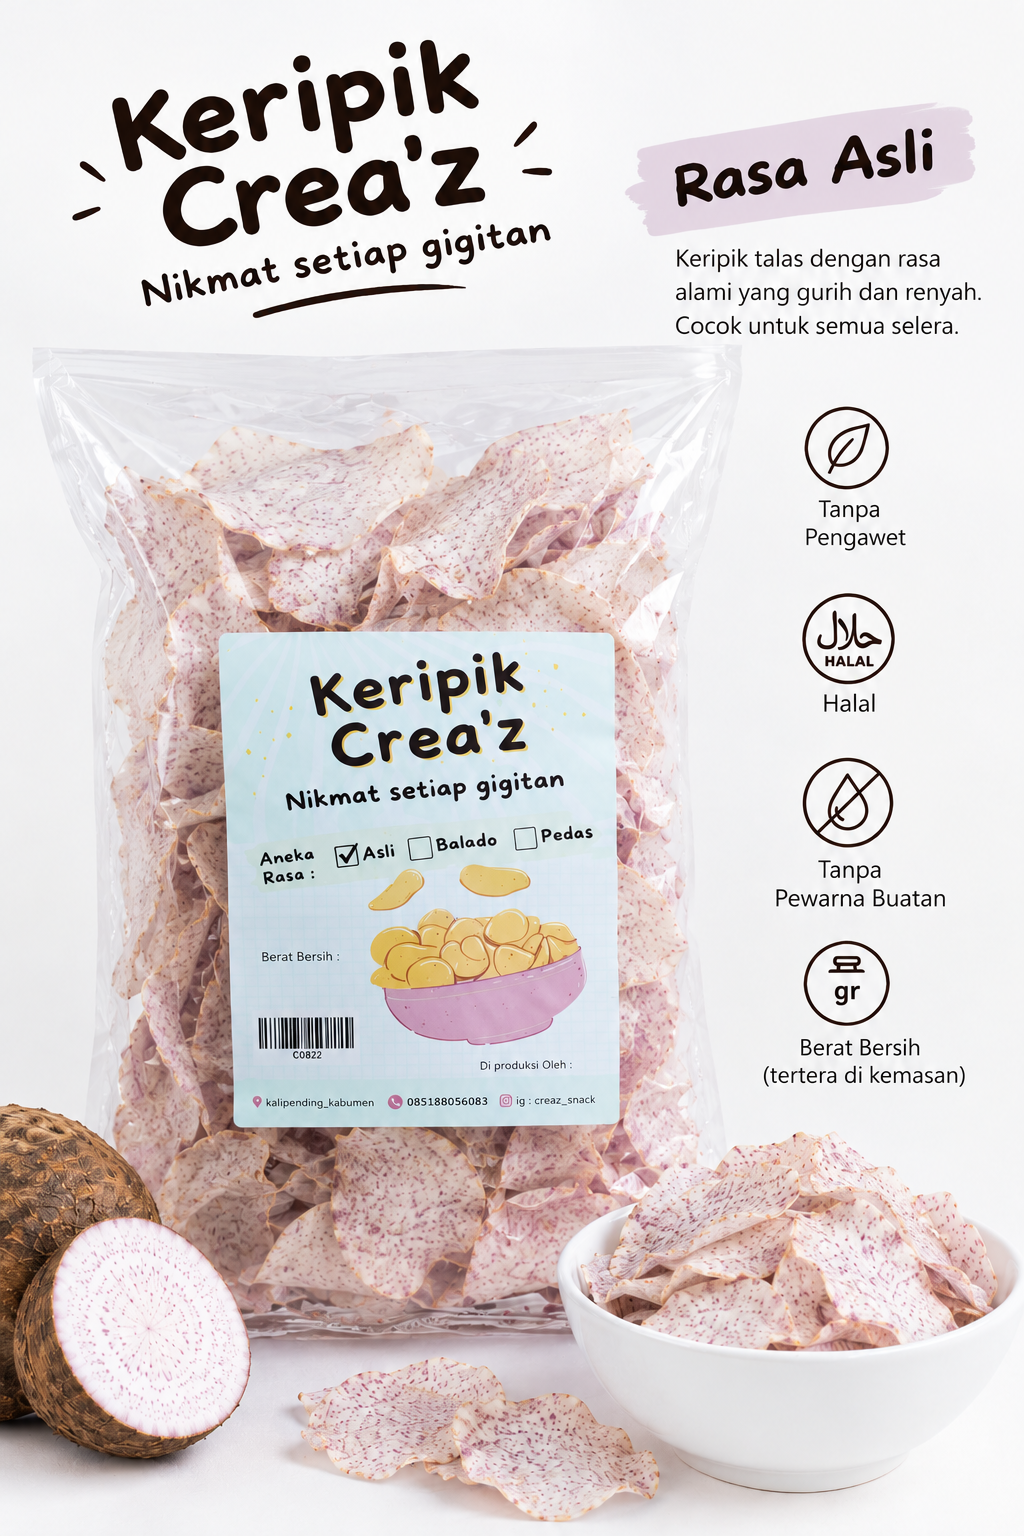 Keripik
Crea'z
Nikmat setiap gigitan
Rasa Asli
Keripik talas dengan rasa
alami yang gurih dan renyah.
Cocok untuk semua selera.
Tanpa
Pengawet
حلال
HALAL
Halal
Tanpa
Pewarna Buatan
gr
Berat Bersih
(tertera di kemasan)
Keripik
Crea'z
Nikmat setiap gigitan
Aneka
Rasa :
Asli
Balado
Pedas
Berat Bersih :
C0822
Di produksi Oleh :
kalipending_kabumen
085188056083
ig : creaz_snack